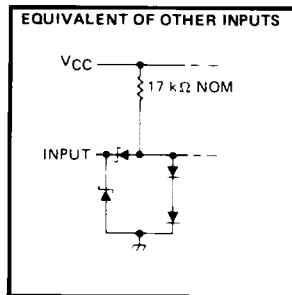 EQUIVALENT OF OTHER INPUTS
VCC
17 kΩ NOM
INPUT